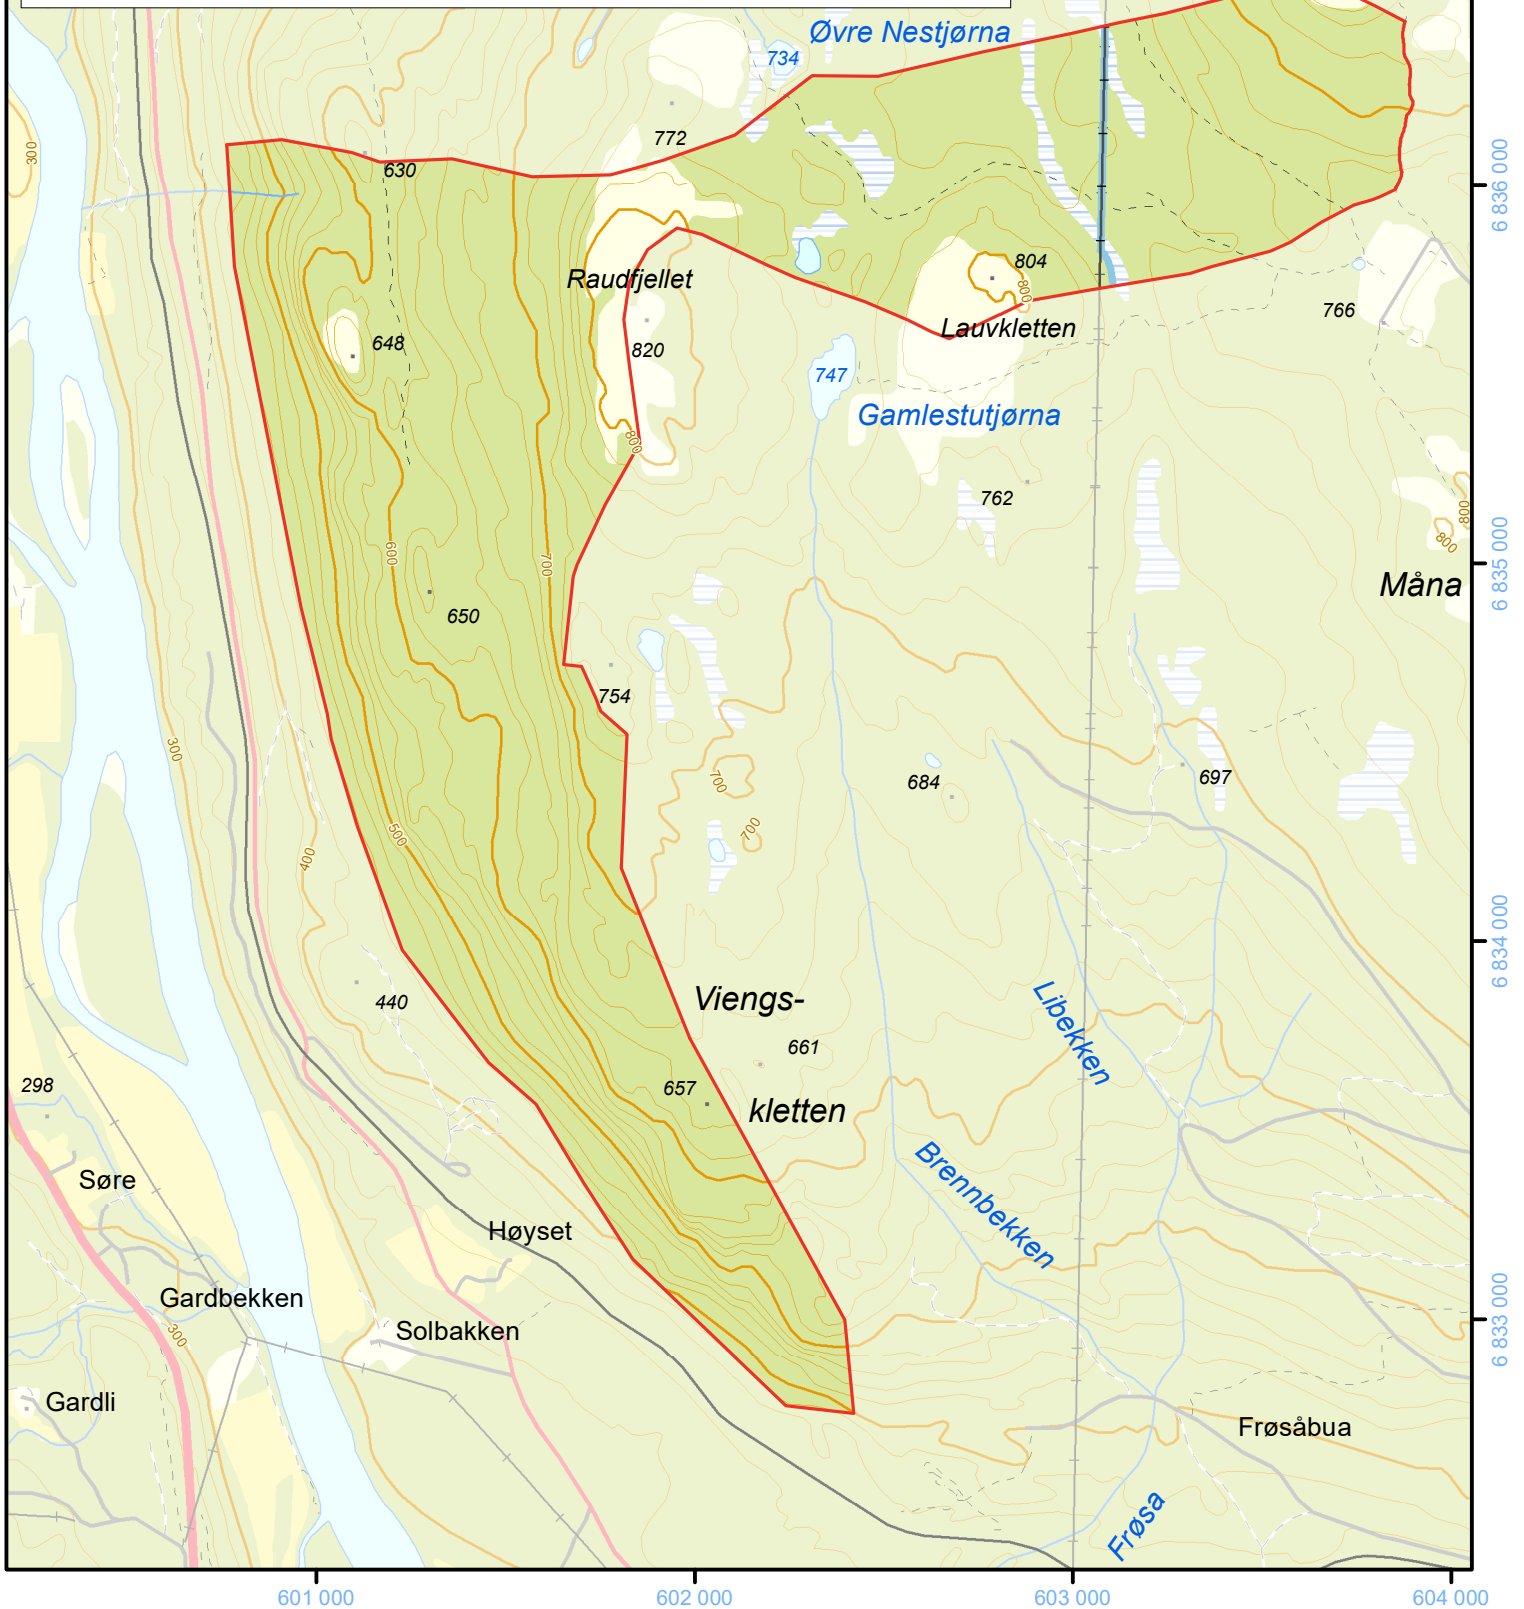 Øvre Nestjørna
734
772
630
300
6 836 000
804
Raudfjellet
800
766
Lauvkletten
648
820
747
Gamlestutjørna
800
762
800
800
6 835 000
600
700
Måna
650
754
300
700
684
697
700
500
400
6 834 000
Viengs-
440
661
Libekken
298
657
kletten
Søre
Brennbekken
Høyset
Gardbekken
300
Solbakken
6 833 000
Gardli
Frøsåbua
Frøsa
601 000
602 000
603 000
604 000